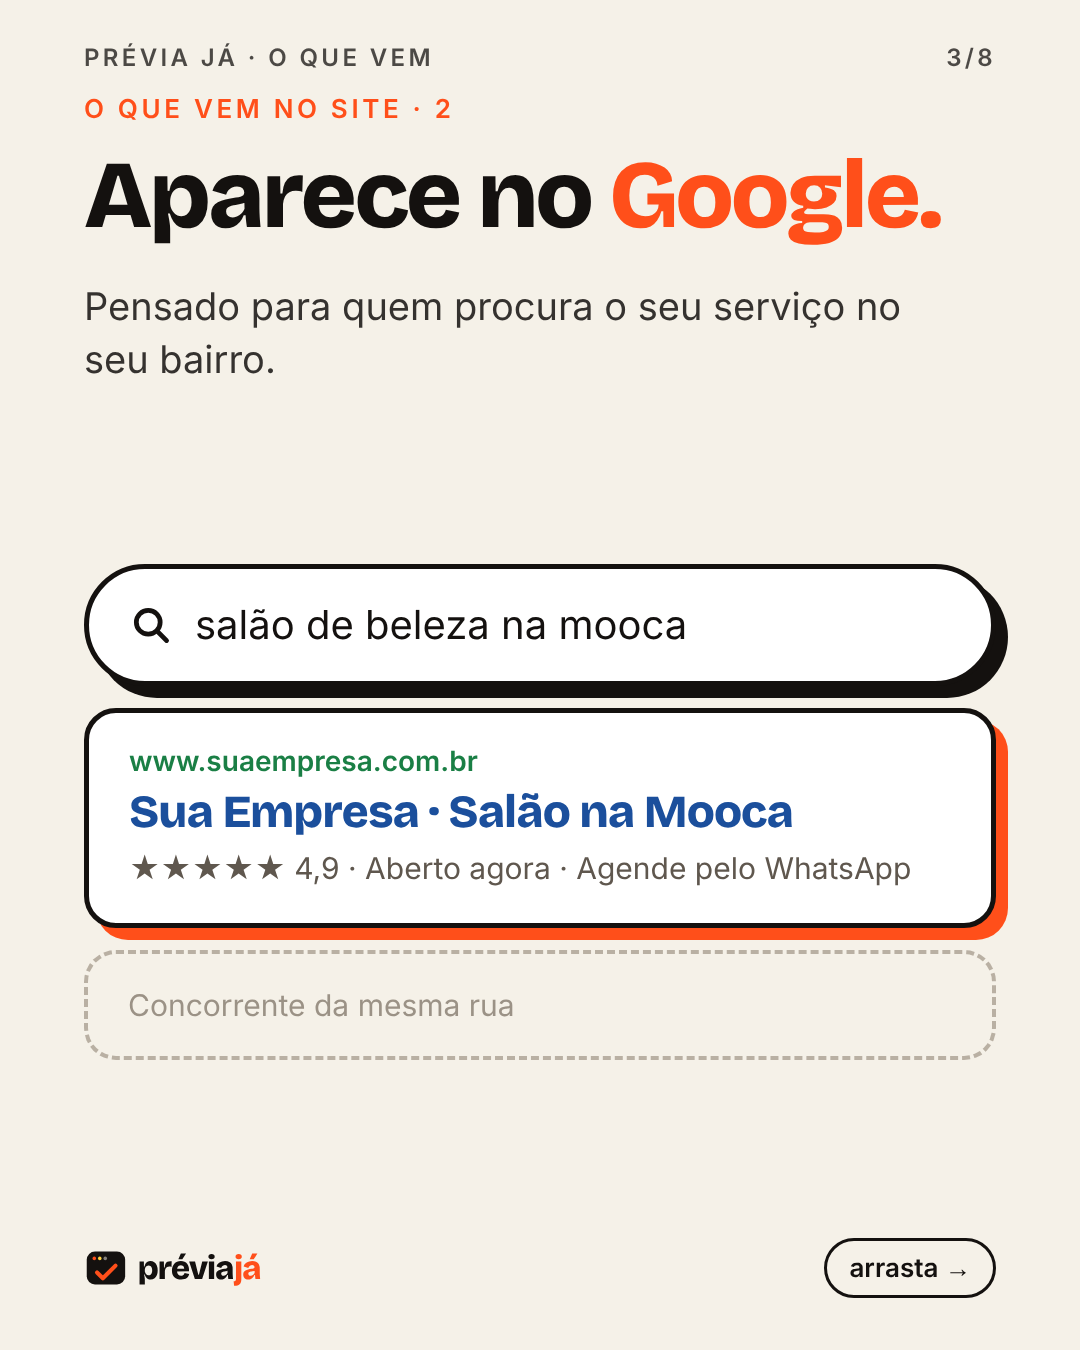 PRÉVIA JÁ · O QUE VEM
3/8
O QUE VEM NO SITE · 2
Aparece no Google.
Pensado para quem procura o seu serviço no
seu bairro.
salão de beleza na mooca
www.suaempresa.com.br
Sua Empresa · Salão na Mooca
★★★★★ 4,9 · Aberto agora · Agende pelo WhatsApp
Concorrente da mesma rua
préviajá
arrasta →